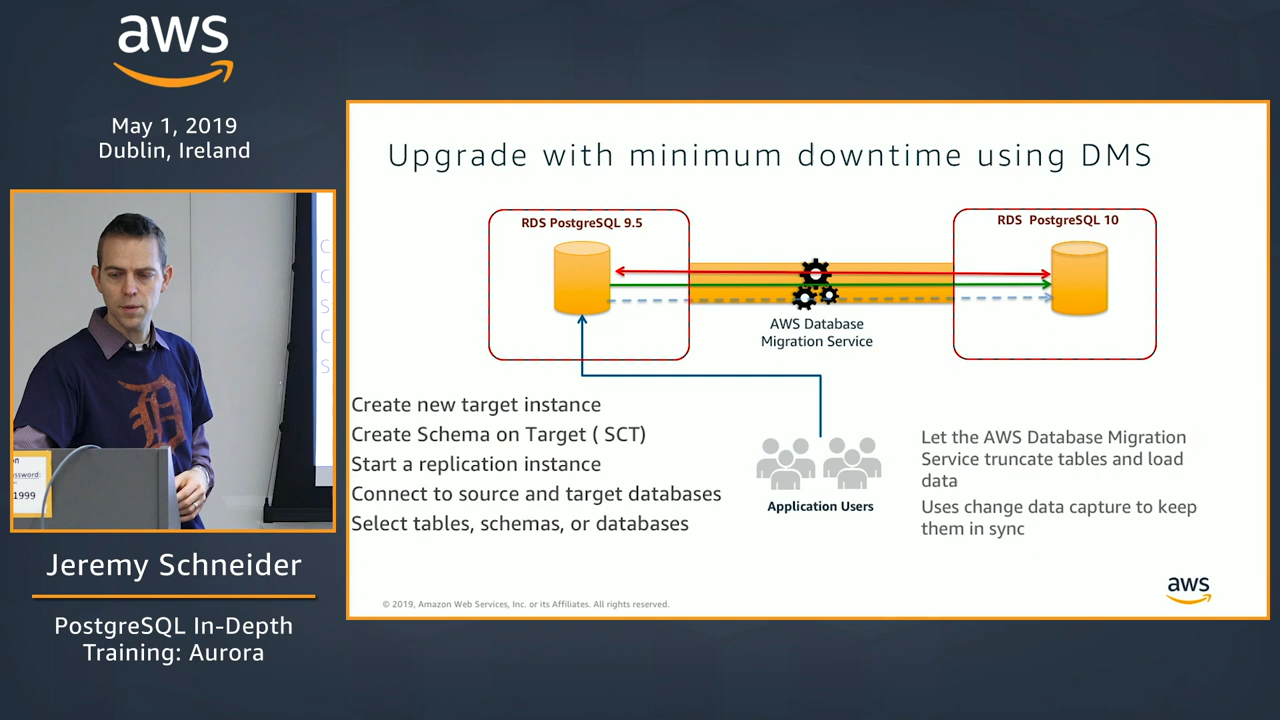 aws
May 1, 2019
Dublin, Ireland
C
C
S
C
S
on
ssword:
1999
Jeremy Schneider
PostgreSQL In-Depth
Training: Aurora
Upgrade with minimum downtime using DMS
RDS PostgreSQL 9.5
RDS PostgreSQL 10
AWS Database
Migration Service
Create new target instance
Create Schema on Target ( SCT)
Start a replication instance
Connect to source and target databases
Select tables, schemas, or databases
Application Users
Let the AWS Database Migration
Service truncate tables and load
data
Uses change data capture to keep
them in sync
© 2019, Amazon Web Services, Inc. or its Affiliates. All rights reserved.
aws